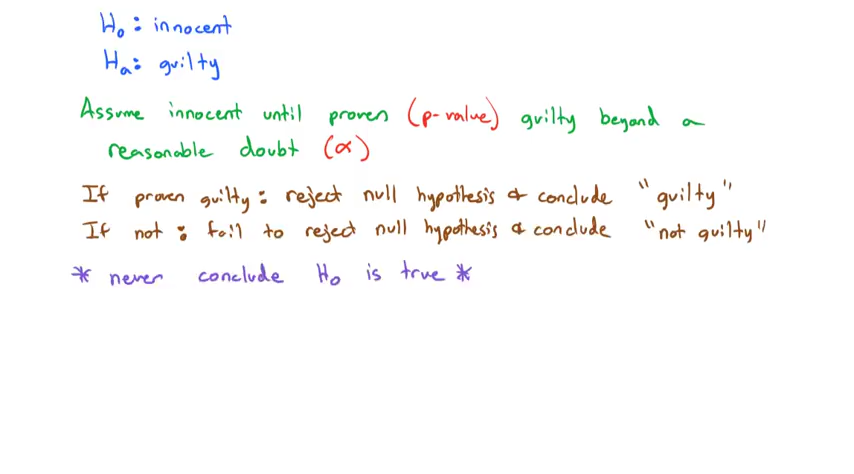 H₀: innocent
Hₐ: guilty
Assume innocent until proven (p-value) guilty beyond a
reasonable doubt (α)
If proven guilty: reject null hypothesis & conclude "guilty"
If not: fail to reject null hypothesis & conclude "not guilty"
* never conclude H₀ is true *